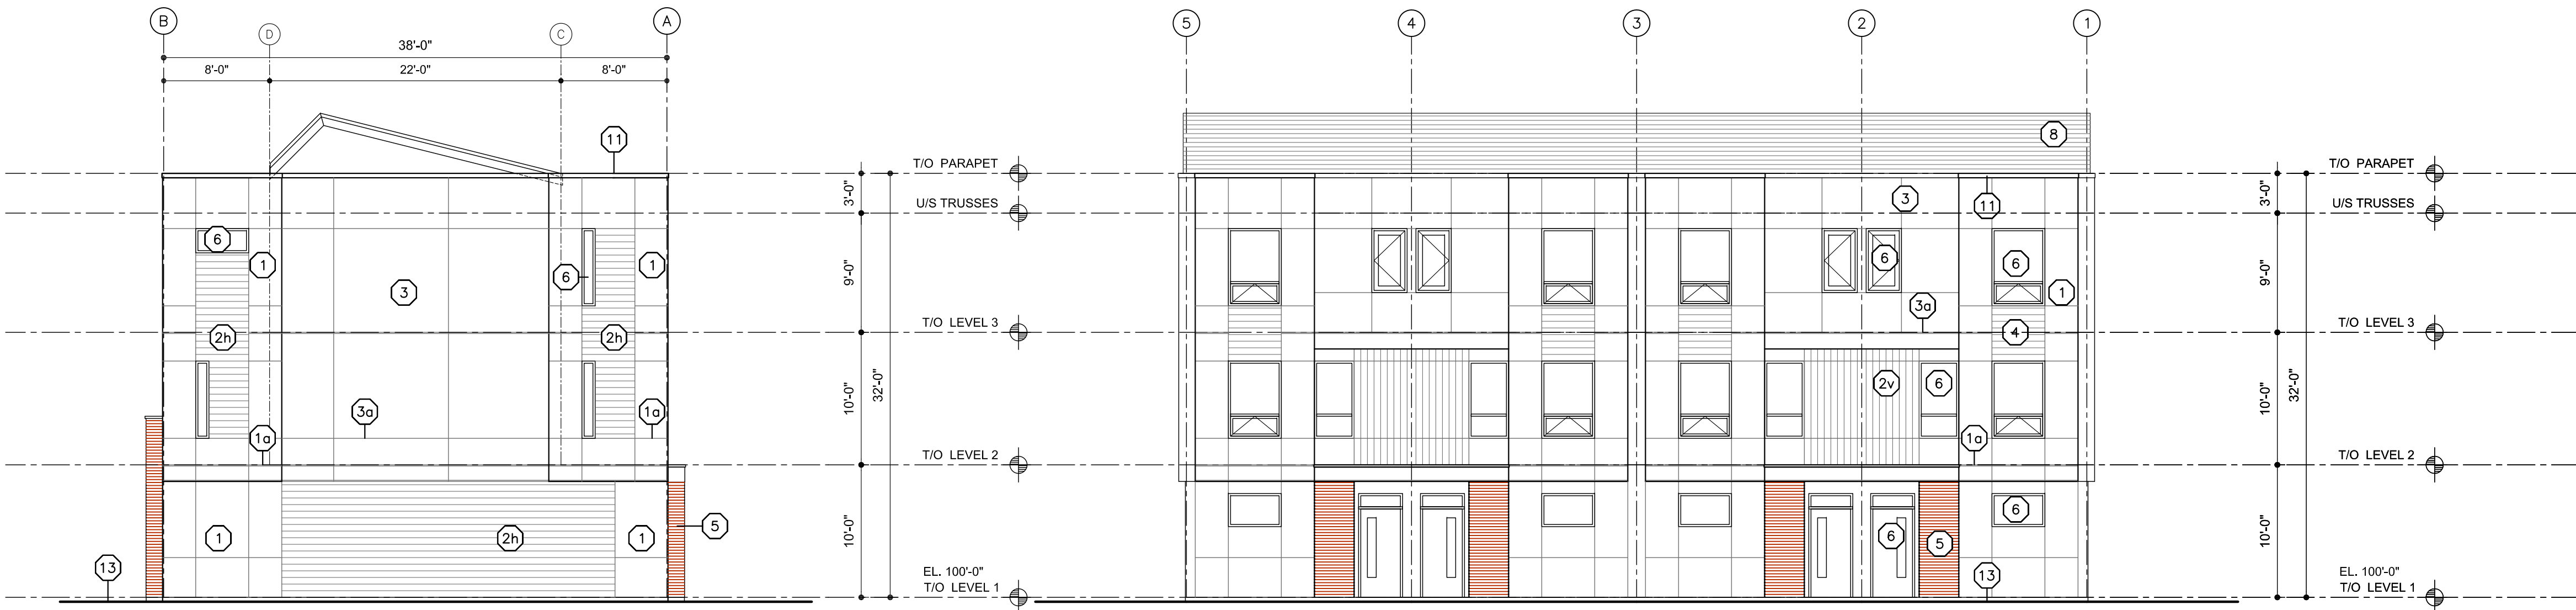 B D C A 5 4 3 2 1
38'-0"
8'-0" 22'-0" 8'-0"
11 8
T/O PARAPET T/O PARAPET
3'-0" 3 11 3'-0"
U/S TRUSSES U/S TRUSSES
6 1 6 1 6 6
3 9'-0" 1 9'-0"
3a
2h 2h T/O LEVEL 3 4 T/O LEVEL 3
10'-0" 32'-0" 2v 6 10'-0" 32'-0"
3a 1a
1a 1a
T/O LEVEL 2 T/O LEVEL 2
5 6
1 2h 1 10'-0" 6 5 10'-0"
13 EL. 100'-0" 13 EL. 100'-0"
T/O LEVEL 1 T/O LEVEL 1